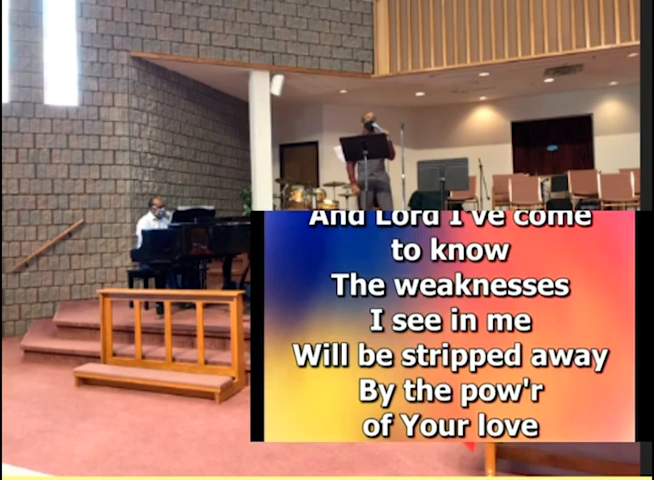 And Lord I've come
to know
The weaknesses
I see in me
Will be stripped away
By the pow'r
of Your love